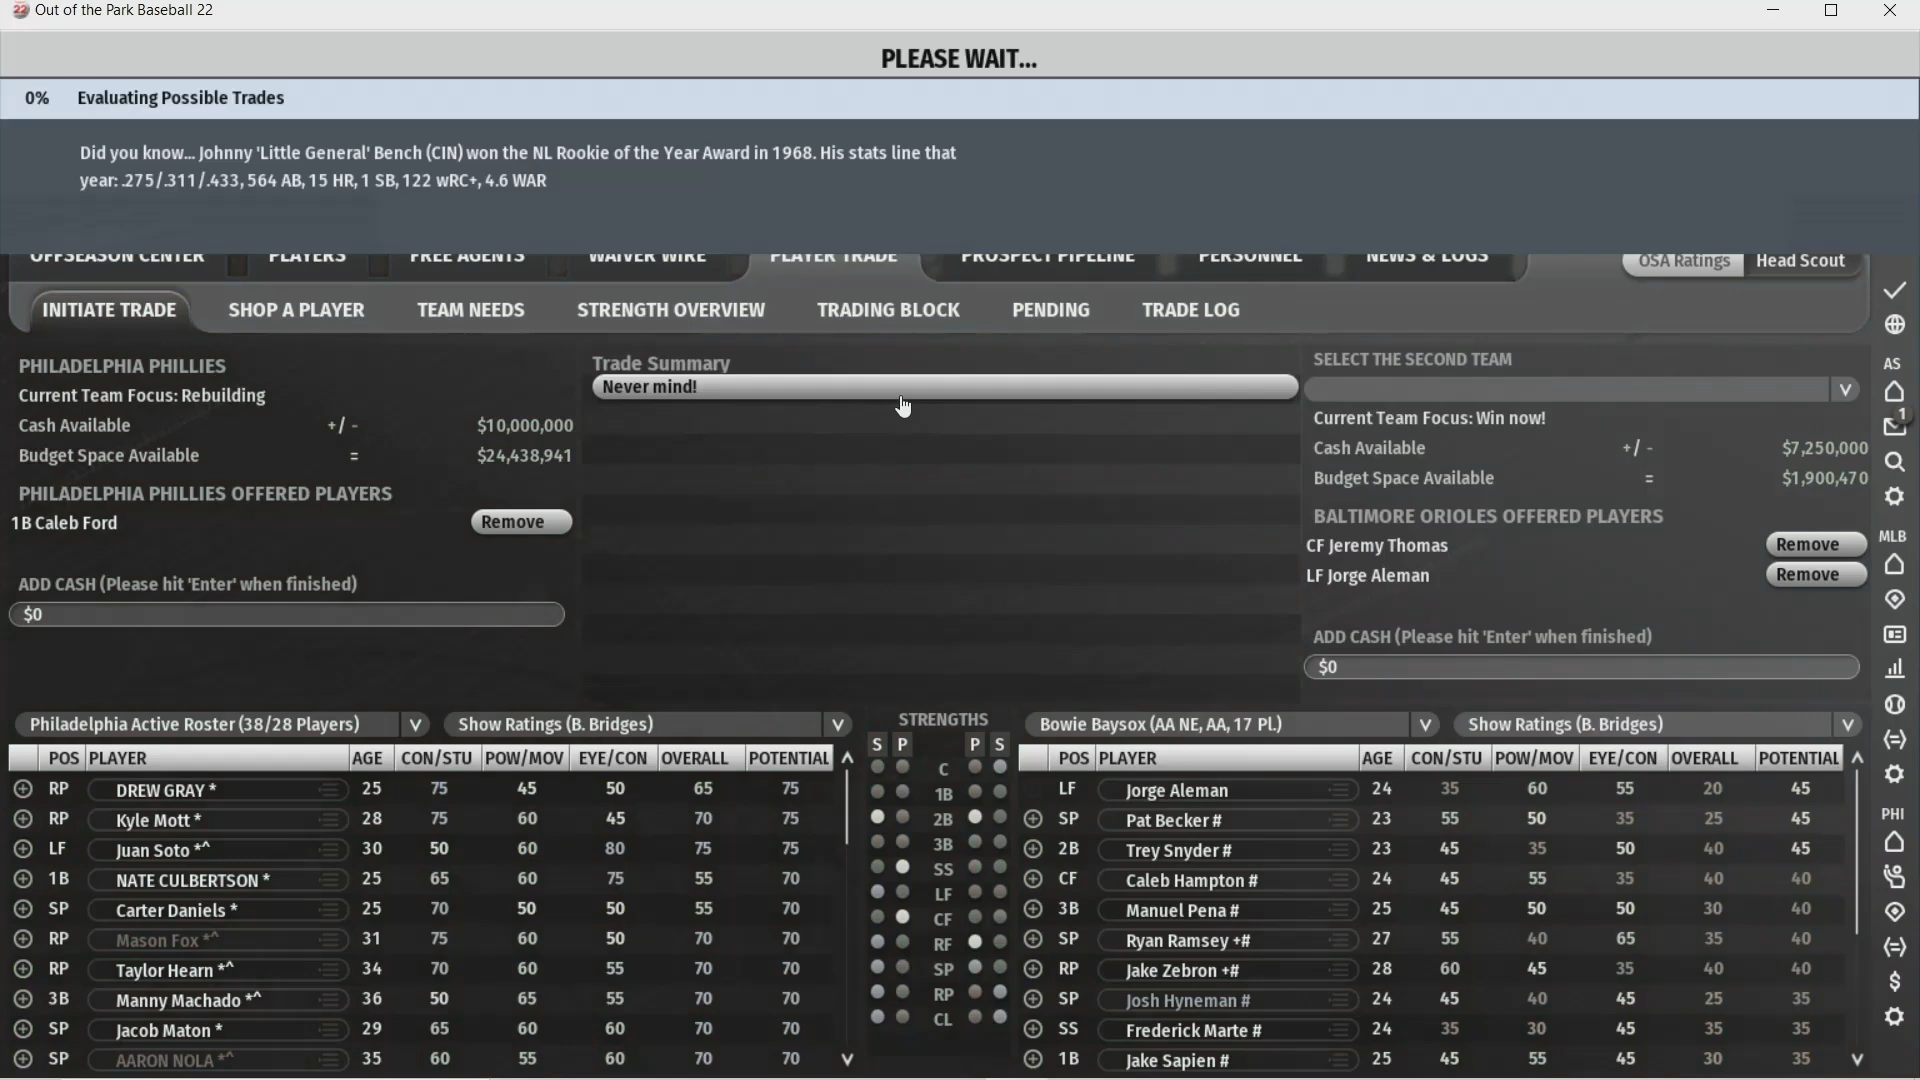 Out of the Park Baseball 22
PLEASE WAIT...
0% Evaluating Possible Trades
Did you know... Johnny 'Little General' Bench (CIN) won the NL Rookie of the Year Award in 1968. His stats line that
year: .275/.311/.433, 564 AB, 15 HR, 1 SB, 122 wRC+, 4.6 WAR
OFFSEASON CENTER PLAYERS FREE AGENTS WAIVER WIRE PLAYER TRADE PROSPECT PIPELINE PERSONNEL NEWS & LOGS OSA Ratings Head Scout
INITIATE TRADE SHOP A PLAYER TEAM NEEDS STRENGTH OVERVIEW TRADING BLOCK PENDING TRADE LOG
PHILADELPHIA PHILLIES
Current Team Focus: Rebuilding
Cash Available +/- $10,000,000
Budget Space Available = $24,438,941
PHILADELPHIA PHILLIES OFFERED PLAYERS
1B Caleb Ford Remove
ADD CASH (Please hit 'Enter' when finished)
$0
Trade Summary
Never mind!
SELECT THE SECOND TEAM
Current Team Focus: Win now!
Cash Available +/- $7,250,000
Budget Space Available = $1,900,470
BALTIMORE ORIOLES OFFERED PLAYERS
CF Jeremy Thomas Remove
LF Jorge Aleman Remove
ADD CASH (Please hit 'Enter' when finished)
$0
Philadelphia Active Roster (38/28 Players) Show Ratings (B. Bridges)
POS PLAYER AGE CON/STU POW/MOV EYE/CON OVERALL POTENTIAL
RP DREW GRAY * 25 75 45 50 65 75
RP Kyle Mott * 28 75 60 45 70 75
LF Juan Soto *^ 30 50 60 80 75 75
1B NATE CULBERTSON * 25 65 60 75 55 70
SP Carter Daniels * 25 70 50 50 55 70
RP Mason Fox *^ 31 75 60 50 70 70
RP Taylor Hearn *^ 34 70 60 55 70 70
3B Manny Machado *^ 36 50 65 55 70 70
SP Jacob Maton * 29 65 60 60 70 70
SP AARON NOLA *^ 35 60 55 60 70 70
STRENGTHS
S P P S
C
1B
2B
3B
SS
LF
CF
RF
SP
RP
CL
Bowie Baysox (AA NE, AA, 17 Pl.) Show Ratings (B. Bridges)
POS PLAYER AGE CON/STU POW/MOV EYE/CON OVERALL POTENTIAL
LF Jorge Aleman 24 35 60 55 20 45
SP Pat Becker # 23 55 50 35 25 45
2B Trey Snyder # 23 45 35 50 40 45
CF Caleb Hampton # 24 45 55 35 40 40
3B Manuel Pena # 25 45 50 50 30 40
SP Ryan Ramsey +# 27 55 40 65 35 40
RP Jake Zebron +# 28 60 45 35 40 40
SP Josh Hyneman # 24 45 40 45 25 35
SS Frederick Marte # 24 35 30 45 35 35
1B Jake Sapien # 25 45 55 45 30 35
AS
1
MLB
PHI
$